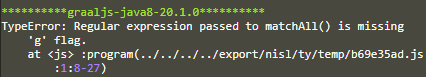 **********graaljs-java8-20.1.0**********
TypeError: Regular expression passed to matchAll() is missing
'g' flag.
at <js> :program(../../../../export/nisl/ty/temp/b69e35ad.js
:1:8-27)